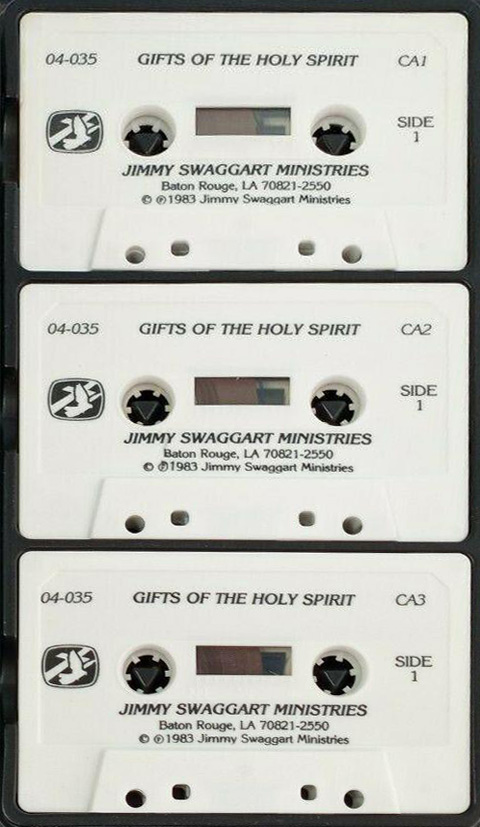 04-035 GIFTS OF THE HOLY SPIRIT CA1
SIDE
1
JIMMY SWAGGART MINISTRIES
Baton Rouge, LA 70821-2550
© ℗ 1983 Jimmy Swaggart Ministries
04-035 GIFTS OF THE HOLY SPIRIT CA2
SIDE
1
JIMMY SWAGGART MINISTRIES
Baton Rouge, LA 70821-2550
© ℗ 1983 Jimmy Swaggart Ministries
04-035 GIFTS OF THE HOLY SPIRIT CA3
SIDE
1
JIMMY SWAGGART MINISTRIES
Baton Rouge, LA 70821-2550
© ℗ 1983 Jimmy Swaggart Ministries